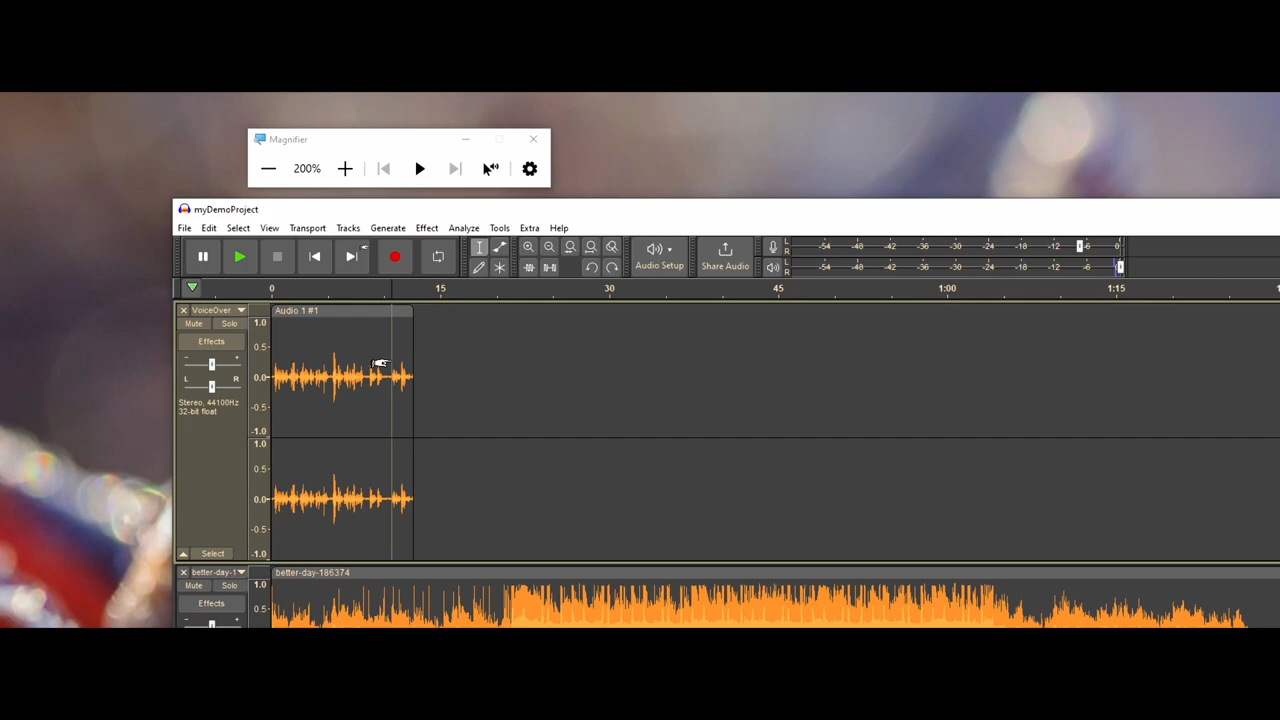 Magnifier
200%
myDemoProject
File Edit Select View Transport Tracks Generate Effect Analyze Tools Extra Help
Audio Setup
Share Audio
L
R
-54 -48 -42 -36 -30 -24 -18 -12 -6 0
L
R
-54 -48 -42 -36 -30 -24 -18 -12 -6 0
0 15 30 45 1:00 1:15
VoiceOver
Audio 1 #1
Mute Solo
Effects
- +
L R
Stereo, 44100Hz
32-bit float
Select
1.0
0.5
0.0
-0.5
-1.0
1.0
0.5
0.0
-0.5
-1.0
better-day-1
better-day-186374
Mute Solo
Effects
- +
1.0
0.5